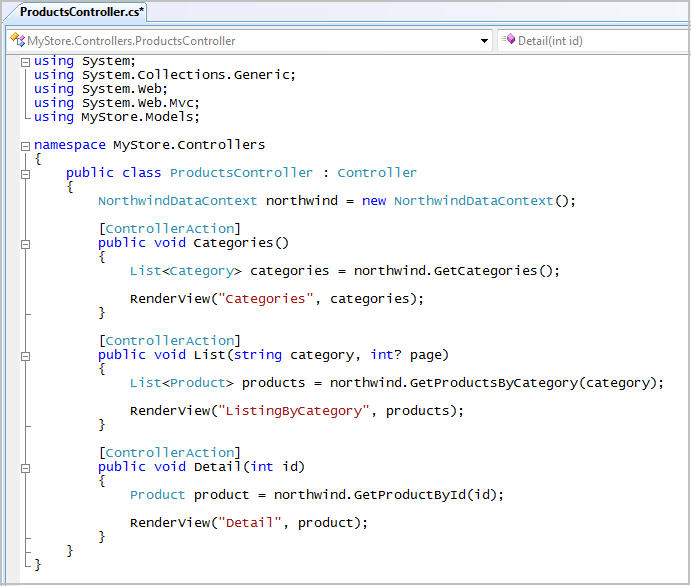 ProductsController.cs*
MyStore.Controllers.ProductsController Detail(int id)
using System;
using System.Collections.Generic;
using System.Web;
using System.Web.Mvc;
using MyStore.Models;

namespace MyStore.Controllers
{
    public class ProductsController : Controller
    {
        NorthwindDataContext northwind = new NorthwindDataContext();

        [ControllerAction]
        public void Categories()
        {
            List<Category> categories = northwind.GetCategories();

            RenderView("Categories", categories);
        }

        [ControllerAction]
        public void List(string category, int? page)
        {
            List<Product> products = northwind.GetProductsByCategory(category);

            RenderView("ListingByCategory", products);
        }

        [ControllerAction]
        public void Detail(int id)
        {
            Product product = northwind.GetProductById(id);

            RenderView("Detail", product);
        }
    }
}